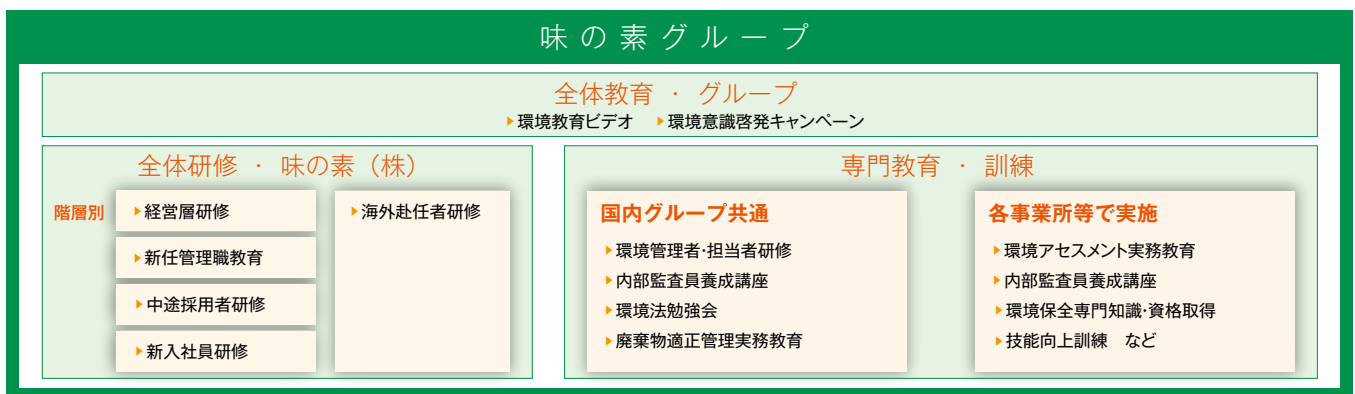 味の素グループ
全体教育 ・ グループ
環境教育ビデオ 環境意識啓発キャンペーン
全体研修 ・ 味の素（株）
階層別
経営層研修
新任管理職教育
中途採用者研修
新入社員研修
海外赴任者研修
専門教育 ・ 訓練
国内グループ共通
環境管理者・担当者研修
内部監査員養成講座
環境法勉強会
廃棄物適正管理実務教育
各事業所等で実施
環境アセスメント実務教育
内部監査員養成講座
環境保全専門知識・資格取得
技能向上訓練　など